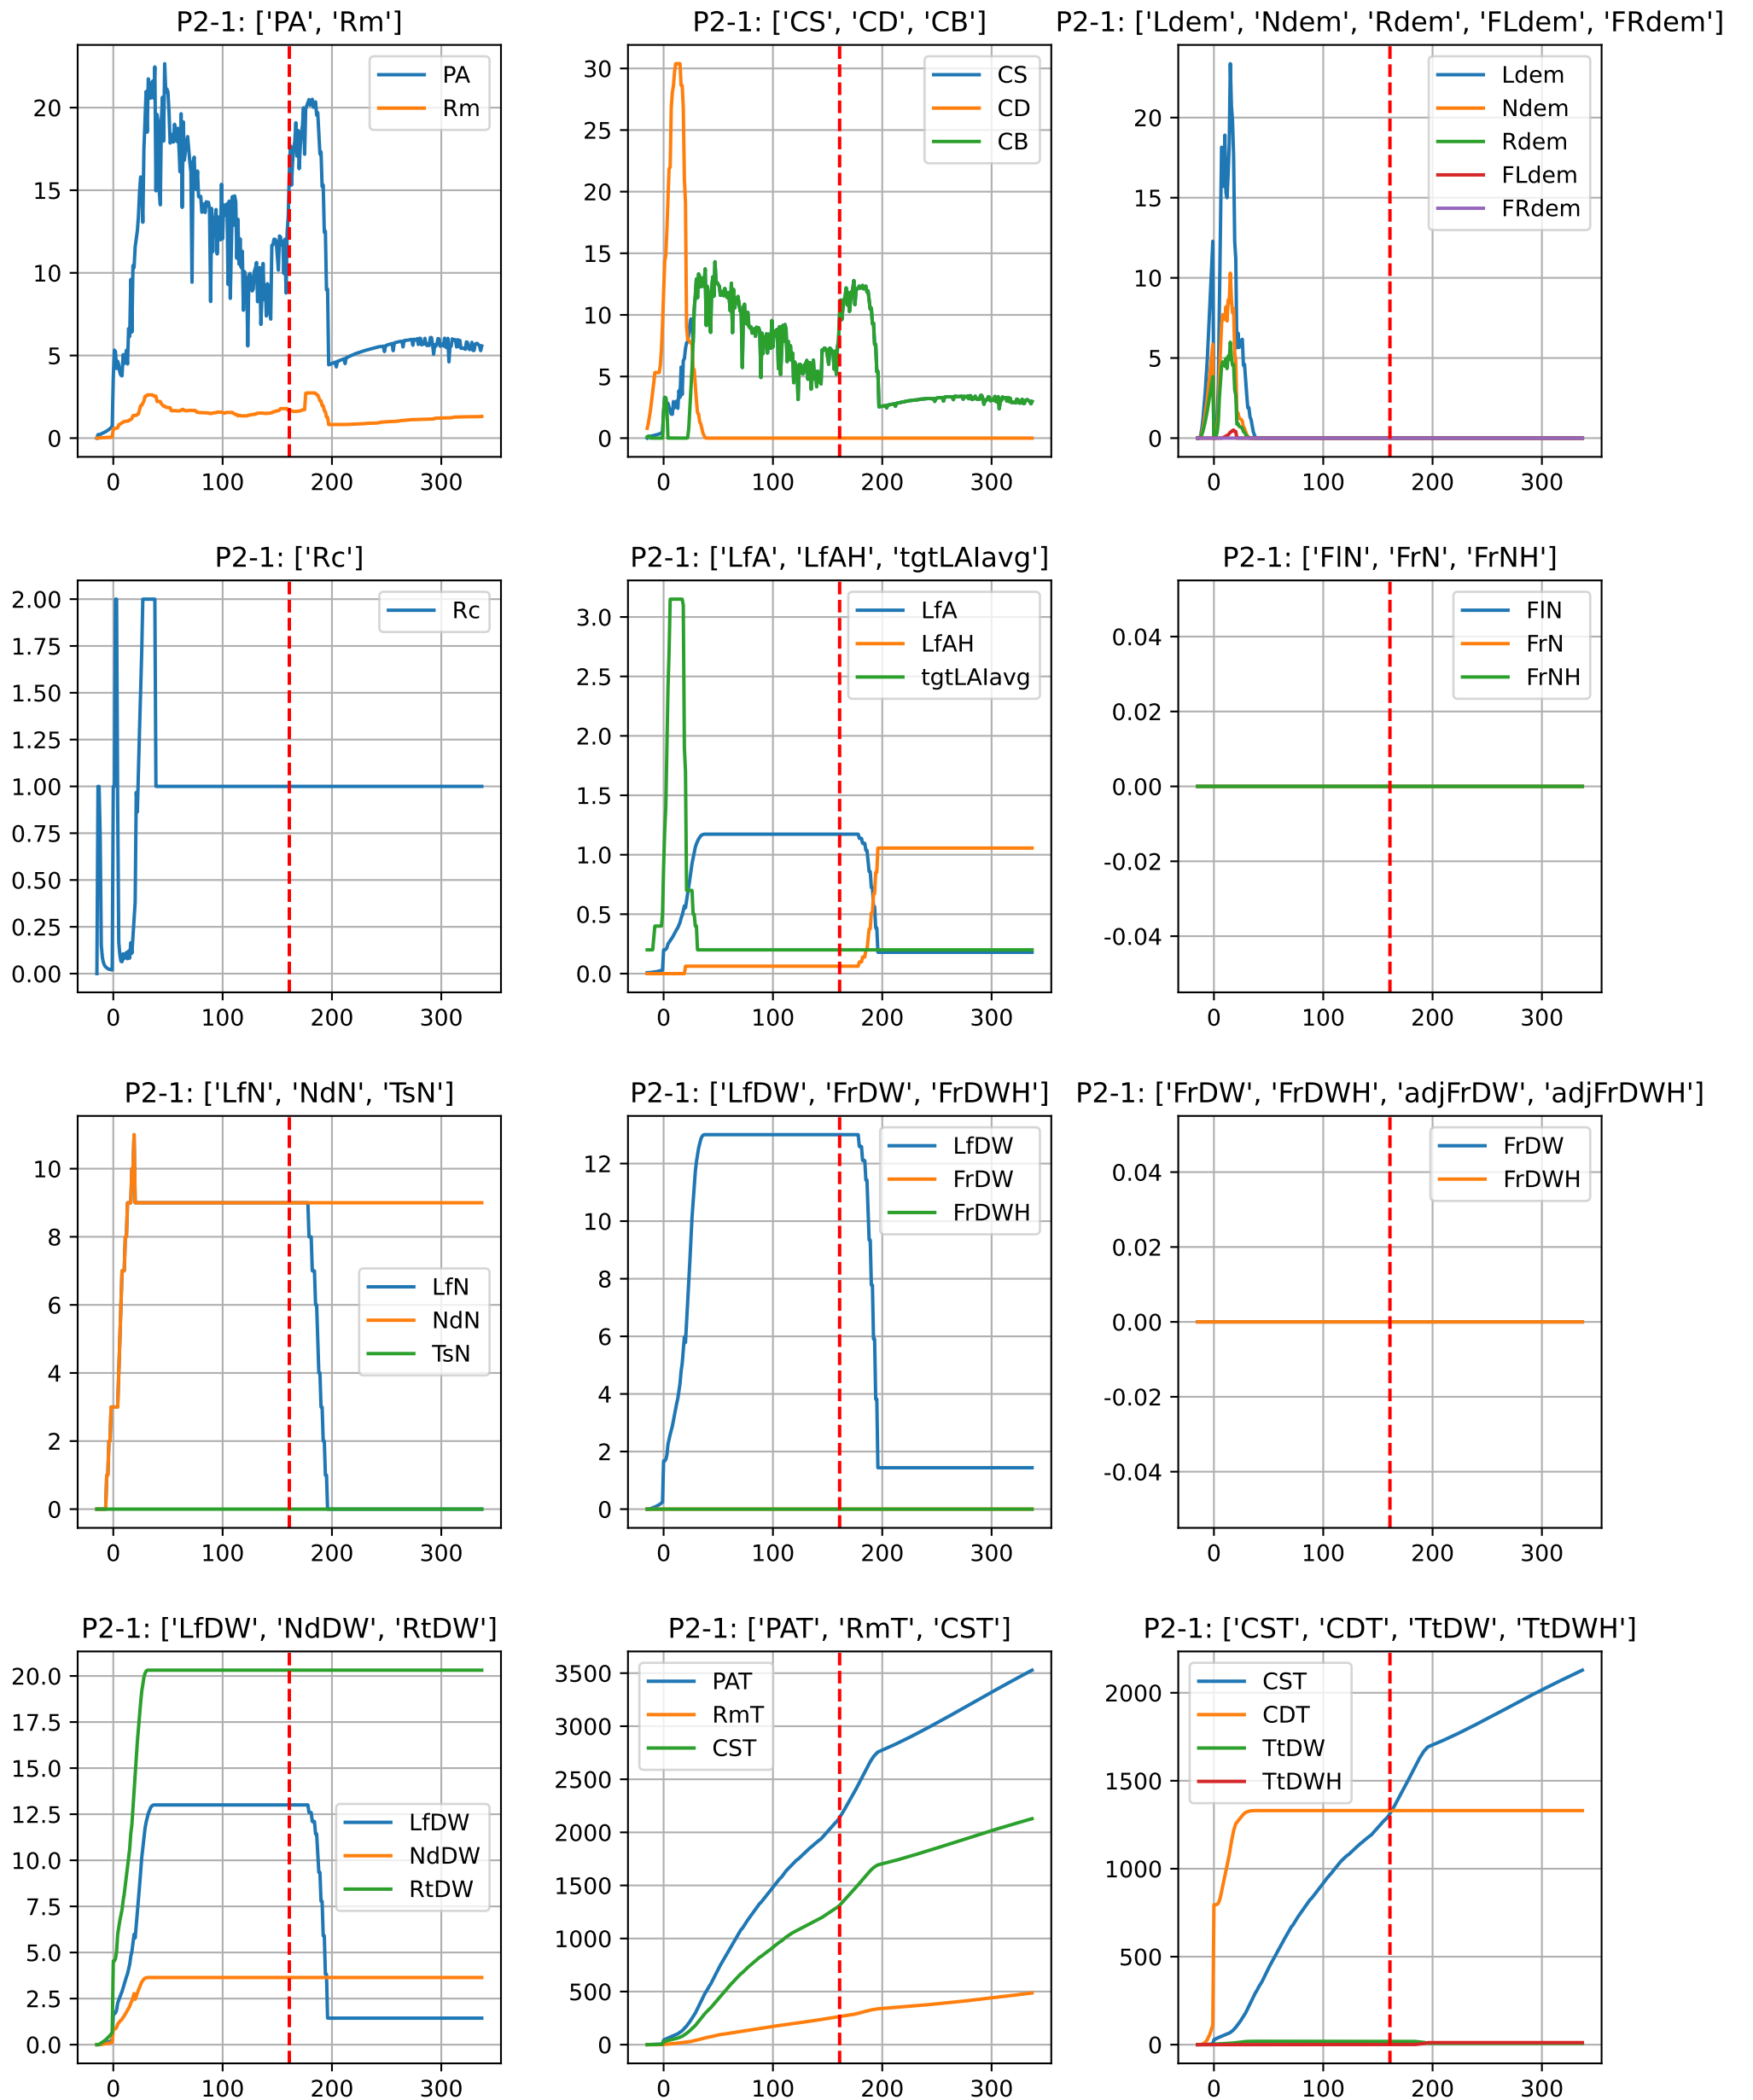 P2-1: ['PA', 'Rm']
20
15
10
5
0
0 100 200 300
PA
Rm
P2-1: ['CS', 'CD', 'CB']
30
25
20
15
10
5
0
0 100 200 300
CS
CD
CB
P2-1: ['Ldem', 'Ndem', 'Rdem', 'FLdem', 'FRdem']
20
15
10
5
0
0 100 200 300
Ldem
Ndem
Rdem
FLdem
FRdem
P2-1: ['Rc']
2.00
1.75
1.50
1.25
1.00
0.75
0.50
0.25
0.00
0 100 200 300
Rc
P2-1: ['LfA', 'LfAH', 'tgtLAIavg']
3.0
2.5
2.0
1.5
1.0
0.5
0.0
0 100 200 300
LfA
LfAH
tgtLAIavg
P2-1: ['FlN', 'FrN', 'FrNH']
0.04
0.02
0.00
-0.02
-0.04
0 100 200 300
FlN
FrN
FrNH
P2-1: ['LfN', 'NdN', 'TsN']
10
8
6
4
2
0
0 100 200 300
LfN
NdN
TsN
P2-1: ['LfDW', 'FrDW', 'FrDWH']
12
10
8
6
4
2
0
0 100 200 300
LfDW
FrDW
FrDWH
P2-1: ['FrDW', 'FrDWH', 'adjFrDW', 'adjFrDWH']
0.04
0.02
0.00
-0.02
-0.04
0 100 200 300
FrDW
FrDWH
P2-1: ['LfDW', 'NdDW', 'RtDW']
20.0
17.5
15.0
12.5
10.0
7.5
5.0
2.5
0.0
0 100 200 300
LfDW
NdDW
RtDW
P2-1: ['PAT', 'RmT', 'CST']
3500
3000
2500
2000
1500
1000
500
0
0 100 200 300
PAT
RmT
CST
P2-1: ['CST', 'CDT', 'TtDW', 'TtDWH']
2000
1500
1000
500
0
0 100 200 300
CST
CDT
TtDW
TtDWH